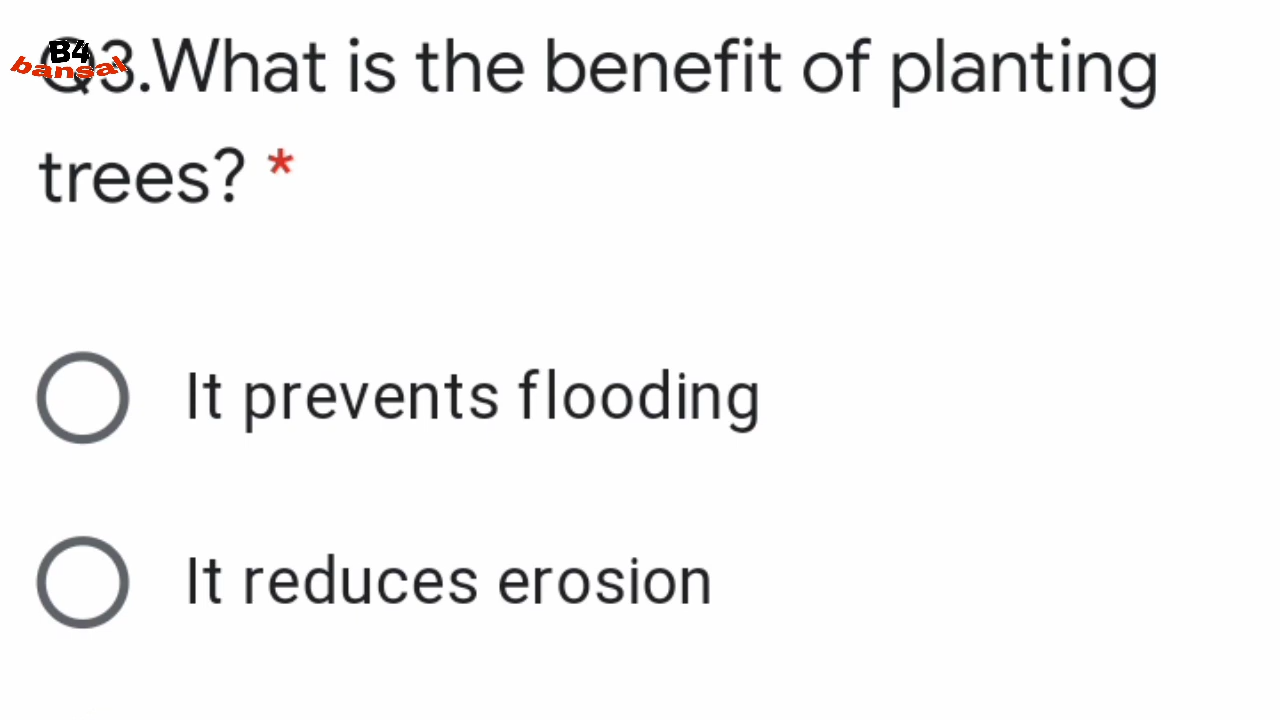 B4
bansal
Q3.What is the benefit of planting
trees? *
It prevents flooding
It reduces erosion